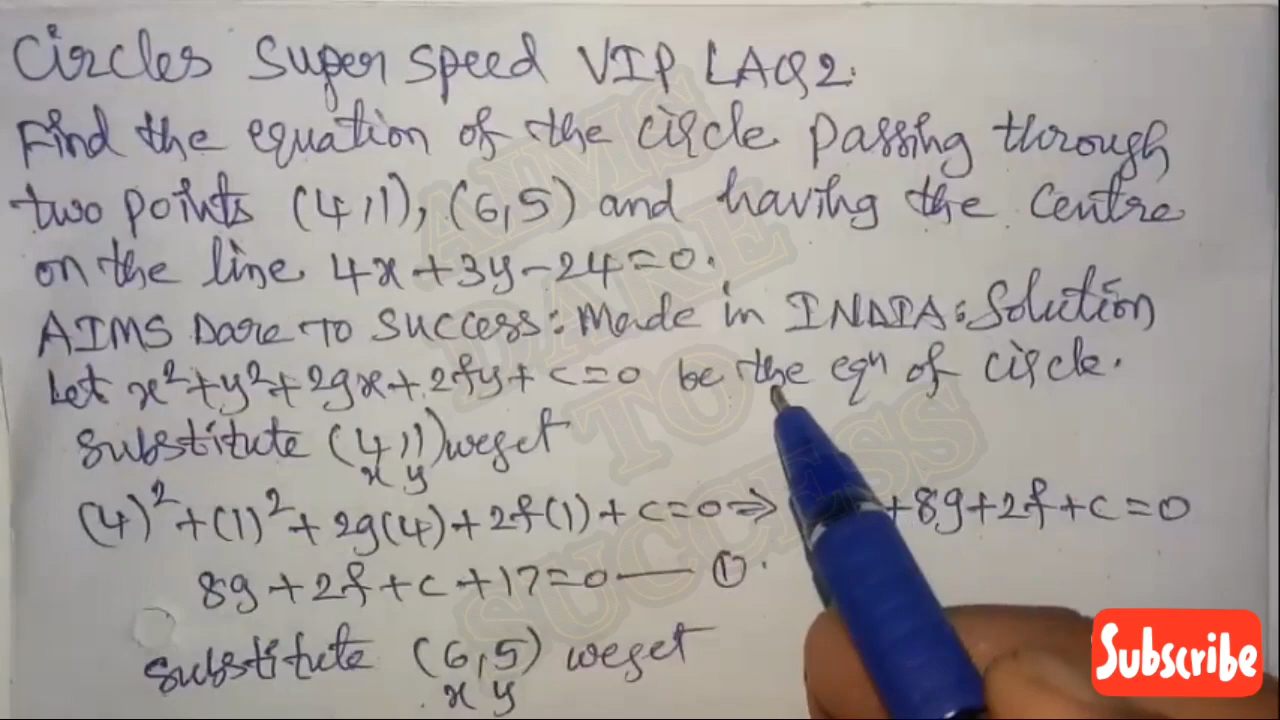 Circles Super Speed VIP LAQ2.
Find the equation of the circle passing through
two points (4,1), (6,5) and having the centre
on the line 4x+3y-24=0.
AIMS Dare To Success: Made in INDIA: Solution
Let x²+y²+2gx+2fy+c=0 be the eqn of circle.
Substitute (4,1) we get
x y
(4)²+(1)²+2g(4)+2f(1)+c=0⇒ +8g+2f+c=0
8g+2f+c+17=0 — ①.
Substitute (6,5) we get
x y
AIMS
DARE
TO
SUCCESS
Subscribe